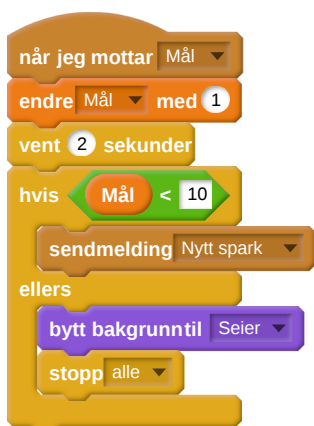 når jeg mottar Mål
endre Mål med 1
vent 2 sekunder
hvis Mål < 10
sendmelding Nytt spark
ellers
bytt bakgrunntil Seier
stopp alle